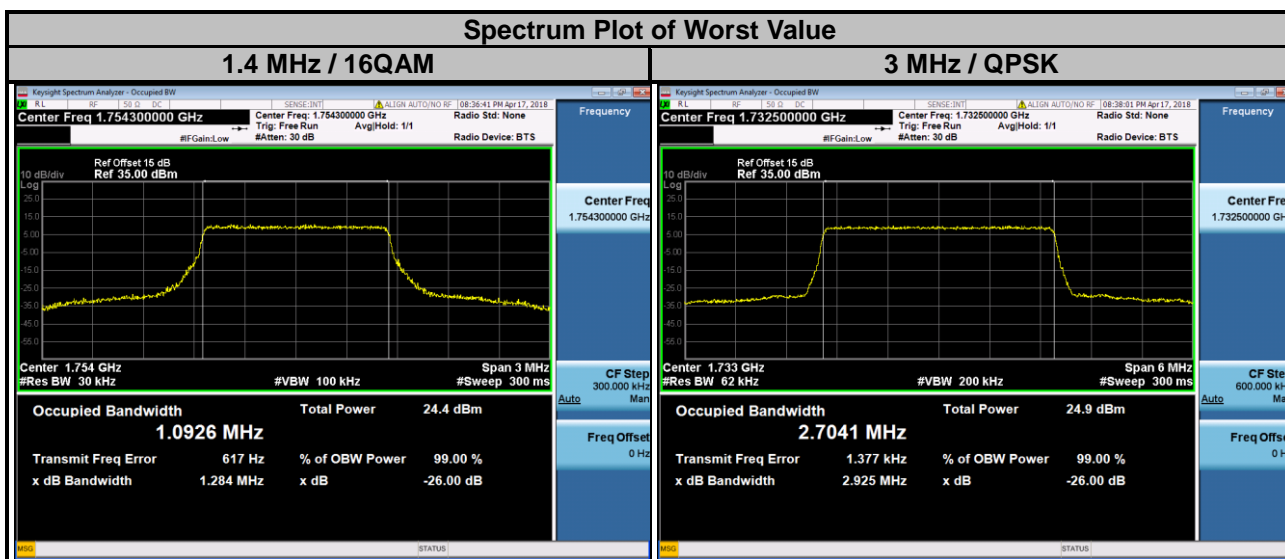 Spectrum Plot of Worst Value
1.4 MHz / 16QAM
3 MHz / QPSK
Keysight Spectrum Analyzer - Occupied BW
RL RF 50 Ω DC SENSE:INT ALIGN AUTO/NO RF 08:36:41 PM Apr 17, 2018
Center Freq 1.754300000 GHz
Center Freq: 1.754300000 GHz
Radio Std: None
Trig: Free Run Avg|Hold: 1/1
#IFGain:Low #Atten: 30 dB Radio Device: BTS
Ref Offset 15 dB
10 dB/div Ref 35.00 dBm
Log
25.0
15.0
5.00
-5.00
-15.0
-25.0
-35.0
-45.0
-55.0
Center 1.754 GHz Span 3 MHz
#Res BW 30 kHz #VBW 100 kHz #Sweep 300 ms
Occupied Bandwidth Total Power 24.4 dBm
1.0926 MHz
Transmit Freq Error 617 Hz % of OBW Power 99.00 %
x dB Bandwidth 1.284 MHz x dB -26.00 dB
MSG STATUS
Frequency
Center Freq
1.754300000 GHz
CF Step
300.000 kHz
Auto Man
Freq Offset
0 Hz
Keysight Spectrum Analyzer - Occupied BW
RL RF 50 Ω DC SENSE:INT ALIGN AUTO/NO RF 08:38:01 PM Apr 17, 2018
Center Freq 1.732500000 GHz
Center Freq: 1.732500000 GHz
Radio Std: None
Trig: Free Run Avg|Hold: 1/1
#IFGain:Low #Atten: 30 dB Radio Device: BTS
Ref Offset 15 dB
10 dB/div Ref 35.00 dBm
Log
25.0
15.0
5.00
-5.00
-15.0
-25.0
-35.0
-45.0
-55.0
Center 1.733 GHz Span 6 MHz
#Res BW 62 kHz #VBW 200 kHz #Sweep 300 ms
Occupied Bandwidth Total Power 24.9 dBm
2.7041 MHz
Transmit Freq Error 1.377 kHz % of OBW Power 99.00 %
x dB Bandwidth 2.925 MHz x dB -26.00 dB
MSG STATUS
Frequency
Center Fre
1.732500000 GH
CF Ste
600.000 kH
Auto Ma
Freq Offse
0 H